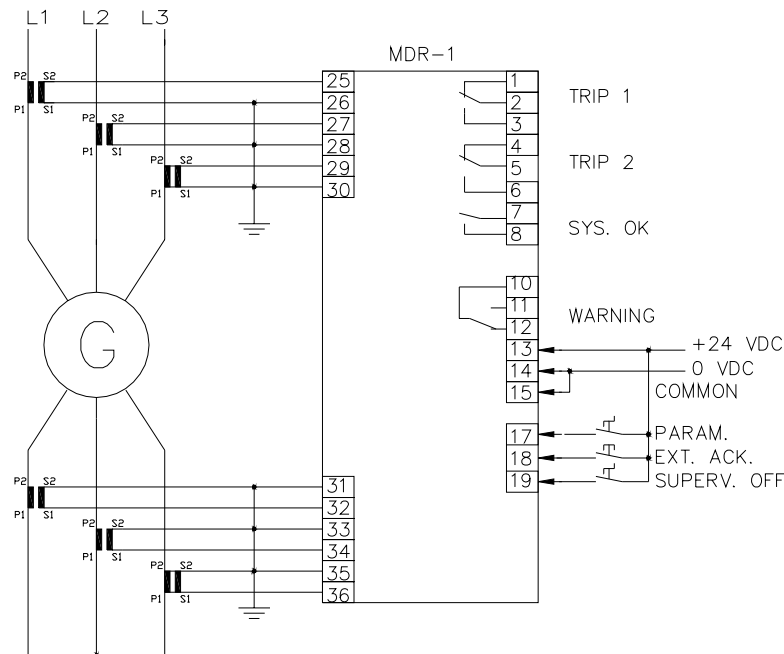 L1 L2 L3
MDR-1
P2 S2
P1 S1
P2 S2
P1 S1
P2 S2
P1 S1
25
26
27
28
29
30
1
2
3
TRIP 1
4
5
6
TRIP 2
7
8
SYS. OK
10
11
12
WARNING
13
+24 VDC
14
0 VDC
15
COMMON
17
PARAM.
18
EXT. ACK.
19
SUPERV. OFF
G
P2 S2
P1 S1
P2 S2
P1 S1
P2 S2
P1 S1
31
32
33
34
35
36